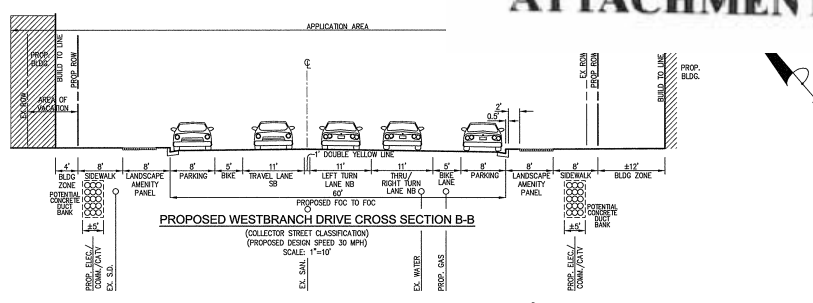 ATTACHMENT
APPLICATION AREA
PROP. BLDG.
EX ROW
BUILD TO LINE
PROP ROW
AREA OF
VACATION
℄
2'
0.5'
EX ROW
PROP ROW
BUILD TO LINE
PROP.
BLDG.
1' DOUBLE YELLOW LINE
4' 8' 8' 8' 5' 11' 11' 11' 5' 8' 8' 8' ±12'
BLDG
ZONE
SIDEWALK
LANDSCAPE
AMENITY
PANEL
PARKING
BIKE
TRAVEL LANE
SB
LEFT TURN
LANE NB
THRU/
RIGHT TURN
LANE NB
BIKE
LANE
PARKING
LANDSCAPE
AMENITY
PANEL
SIDEWALK
BLDG ZONE
60'
PROPOSED FOC TO FOC
POTENTIAL
CONCRETE
DUCT
BANK
±5'
POTENTIAL
CONCRETE
DUCT
BANK
±5'
PROPOSED WESTBRANCH DRIVE CROSS SECTION B-B
(COLLECTOR STREET CLASSIFICATION)
(PROPOSED DESIGN SPEED 30 MPH)
SCALE: 1"=10'
PROP. ELEC./
COMM./CATV
EX. S.D.
EX. SAN.
EX. WATER
PROP. GAS
PROP. ELEC./
COMM./CATV